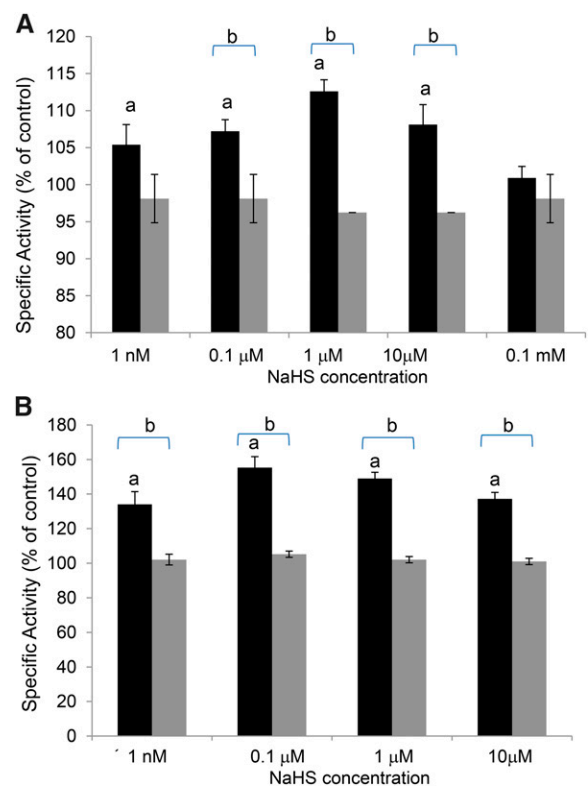 A
Specific Activity (% of control)
120
115
110
105
100
95
90
85
80
b b b
a a a a
1 nM 0.1 μM 1 μM 10μM 0.1 mM
NaHS concentration
B
Specific Activity (% of control)
180
160
140
120
100
80
60
40
20
0
b b b b
a a a a
´ 1 nM 0.1 μM 1 μM 10μM
NaHS concentration